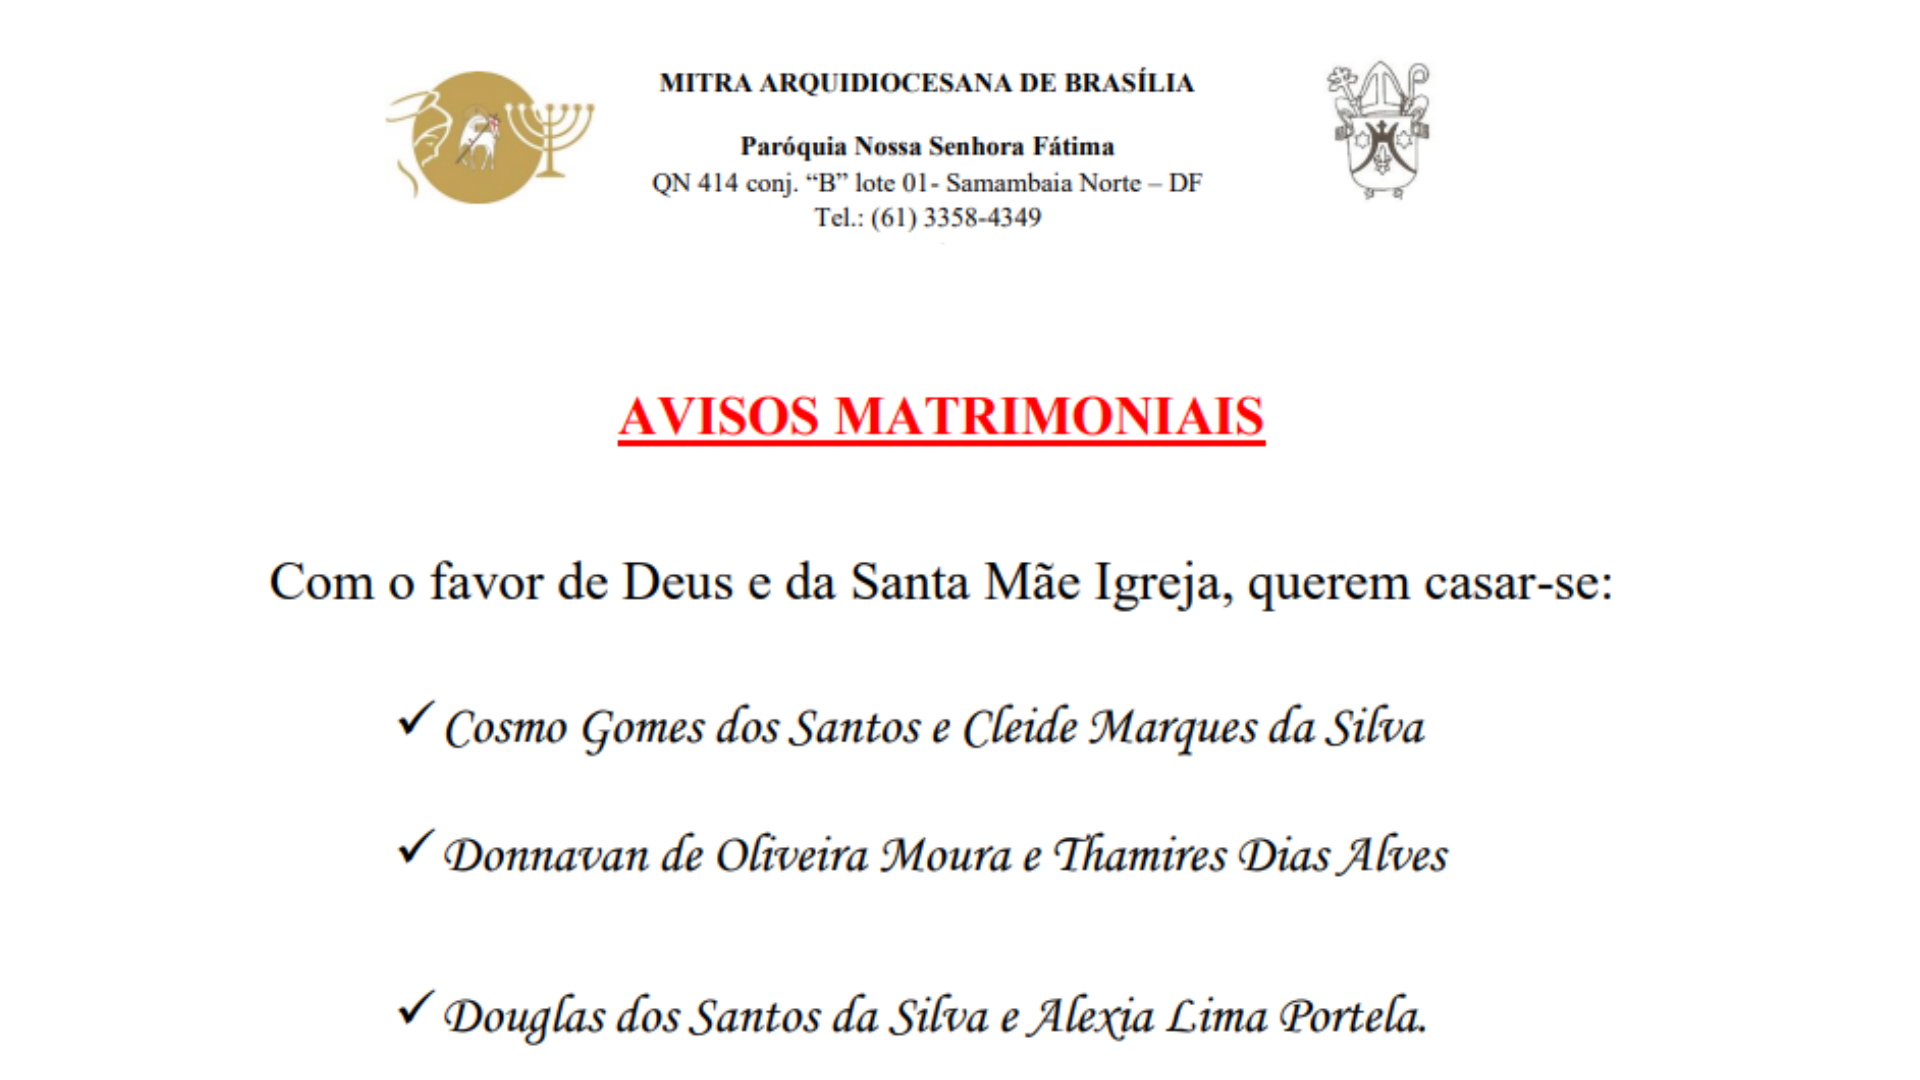 MITRA ARQUIDIOCESANA DE BRASÍLIA
Paróquia Nossa Senhora Fátima
QN 414 conj. “B” lote 01- Samambaia Norte – DF
Tel.: (61) 3358-4349
AVISOS MATRIMONIAIS
Com o favor de Deus e da Santa Mãe Igreja, querem casar-se:
✓ Cosmo Gomes dos Santos e Cleide Marques da Silva
✓ Donnavan de Oliveira Moura e Thamires Dias Alves
✓ Douglas dos Santos da Silva e Alexia Lima Portela.